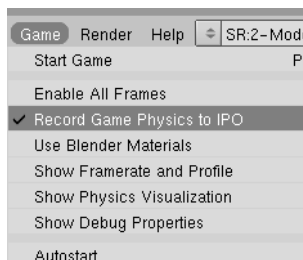 Game Render Help SR:2-Mod
Start Game P
Enable All Frames
Record Game Physics to IPO
Use Blender Materials
Show Framerate and Profile
Show Physics Visualization
Show Debug Properties
Autostart